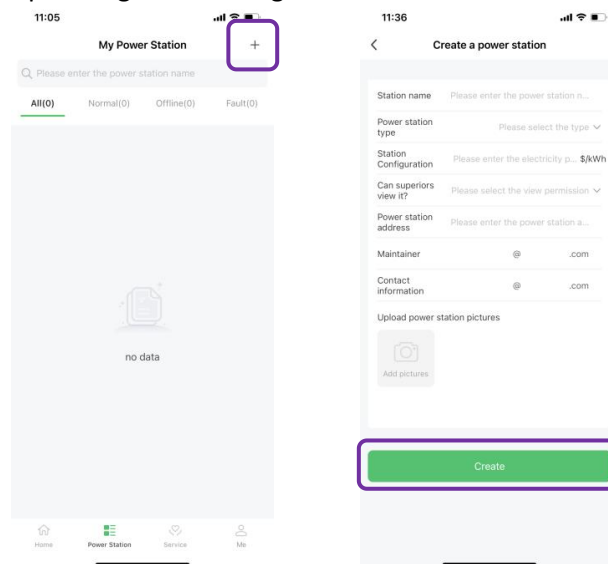 11:05
My Power Station
+
Please enter the power station name
All(0) Normal(0) Offline(0) Fault(0)
no data
Home Power Station Service Me
11:36
Create a power station
Station name Please enter the power station n...
Power station type Please select the type
Station Configuration Please enter the electricity p... $/kWh
Can superiors view it? Please select the view permission
Power station address Please enter the power station a...
Maintainer @ .com
Contact information @ .com
Upload power station pictures
Add pictures
Create